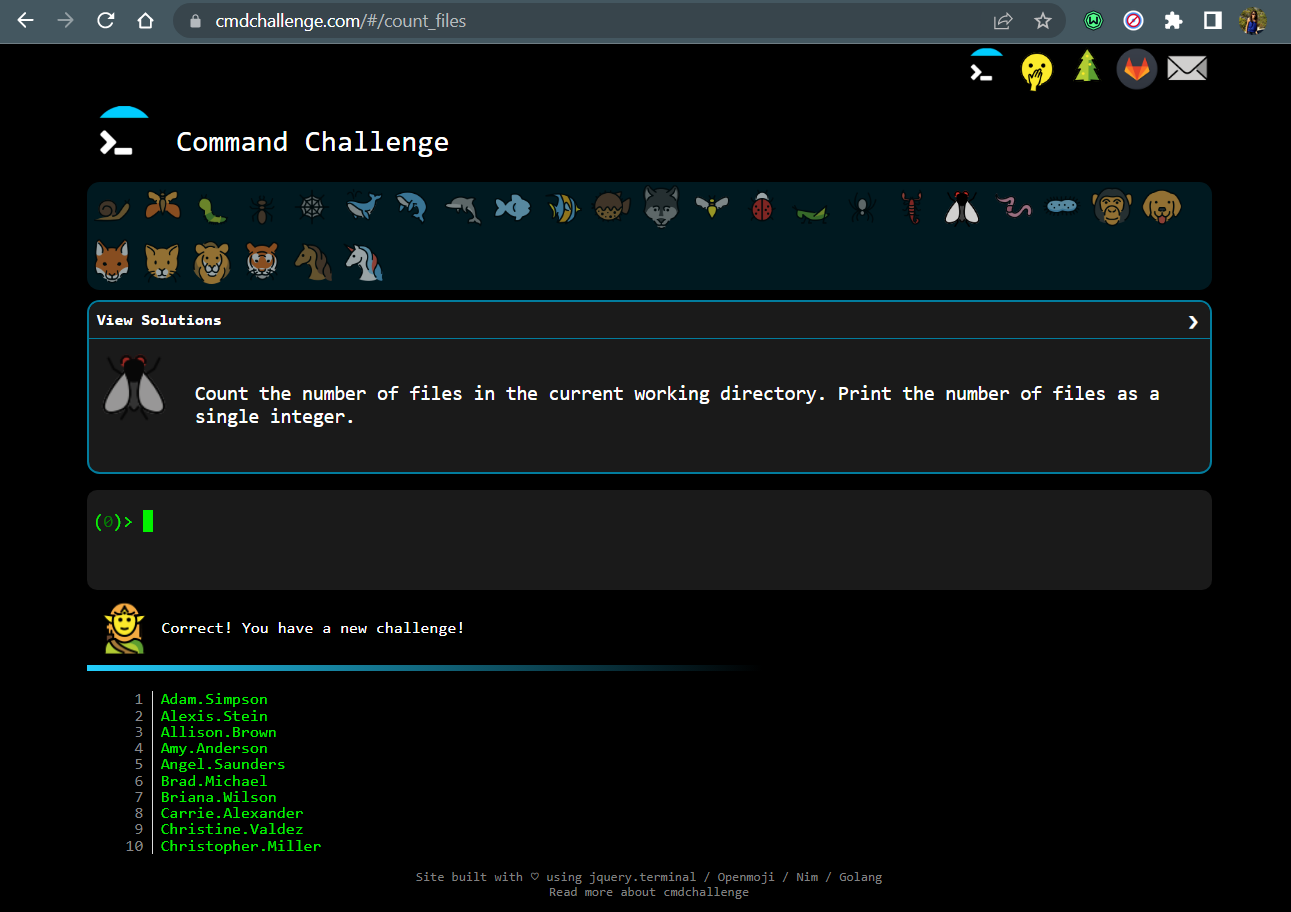 cmdchallenge.com/#/count_files
Command Challenge
View Solutions
Count the number of files in the current working directory. Print the number of files as a
single integer.
(0)>
Correct! You have a new challenge!
1 Adam.Simpson
2 Alexis.Stein
3 Allison.Brown
4 Amy.Anderson
5 Angel.Saunders
6 Brad.Michael
7 Briana.Wilson
8 Carrie.Alexander
9 Christine.Valdez
10 Christopher.Miller
Site built with ♡ using jquery.terminal / Openmoji / Nim / Golang
Read more about cmdchallenge